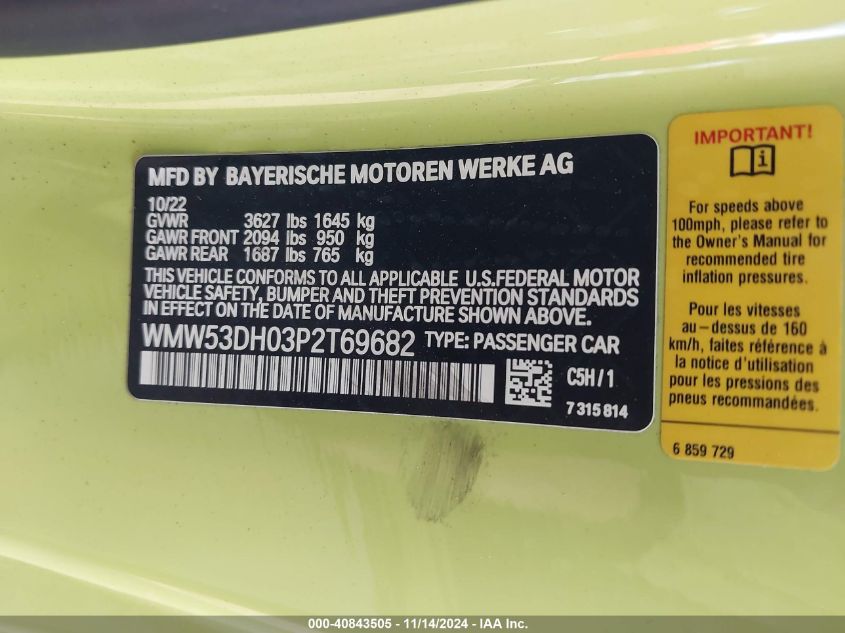 MFD BY BAYERISCHE MOTOREN WERKE AG
10/22
GVWR 3627 lbs 1645 kg
GAWR FRONT 2094 lbs 950 kg
GAWR REAR 1687 lbs 765 kg
THIS VEHICLE CONFORMS TO ALL APPLICABLE U.S.FEDERAL MOTOR
VEHICLE SAFETY, BUMPER AND THEFT PREVENTION STANDARDS
IN EFFECT ON THE DATE OF MANUFACTURE SHOWN ABOVE.
WMW53DH03P2T69682 TYPE: PASSENGER CAR
C5H/1
7315814
IMPORTANT!
For speeds above
100mph, please refer to
the Owner's Manual for
recommended tire
inflation pressures.
Pour les vitesses
au-dessus de 160
km/h, faites référence à
la notice d'utilisation
pour les pressions des
pneus recommandées.
6 859 729
000-40843505 - 11/14/2024 - IAA Inc.